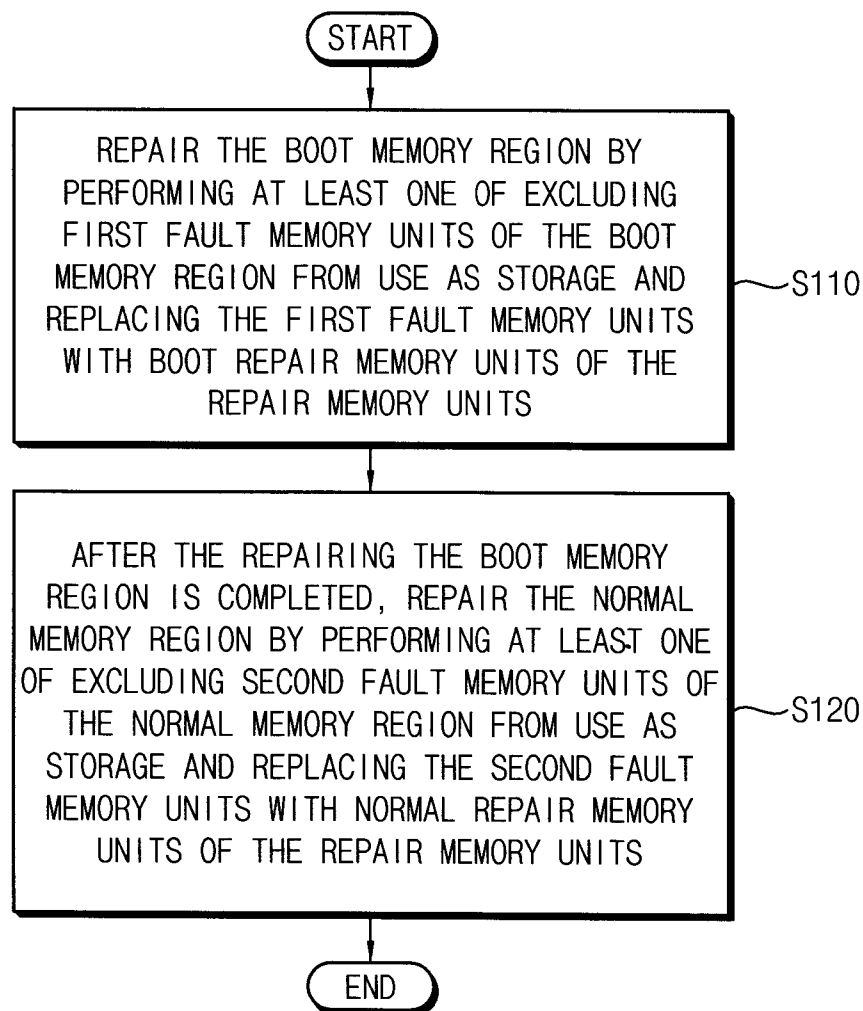 START
REPAIR THE BOOT MEMORY REGION BY
PERFORMING AT LEAST ONE OF EXCLUDING
FIRST FAULT MEMORY UNITS OF THE BOOT
MEMORY REGION FROM USE AS STORAGE AND
REPLACING THE FIRST FAULT MEMORY UNITS
WITH BOOT REPAIR MEMORY UNITS OF THE
REPAIR MEMORY UNITS
S110
AFTER THE REPAIRING THE BOOT MEMORY
REGION IS COMPLETED, REPAIR THE NORMAL
MEMORY REGION BY PERFORMING AT LEAST ONE
OF EXCLUDING SECOND FAULT MEMORY UNITS OF
THE NORMAL MEMORY REGION FROM USE AS
STORAGE AND REPLACING THE SECOND FAULT
MEMORY UNITS WITH NORMAL REPAIR MEMORY
UNITS OF THE REPAIR MEMORY UNITS
S120
END